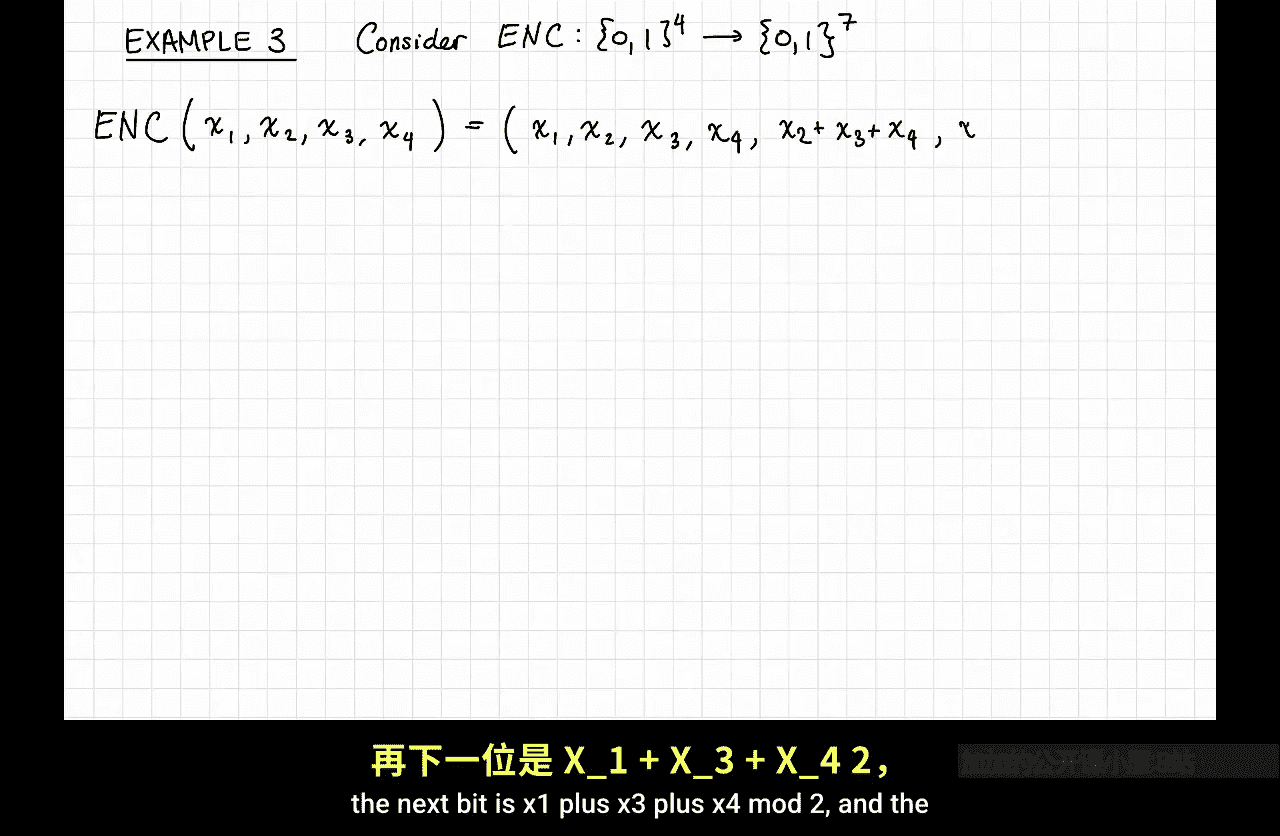 EXAMPLE 3 Consider ENC : {0,1}⁴ → {0,1}⁷
ENC (x₁, x₂, x₃, x₄) = (x₁, x₂, x₃, x₄, x₂+ x₃+ x₄, x
再下一位是 X_1 + X_3 + X_4 2，
the next bit is x1 plus x3 plus x4 mod 2, and the